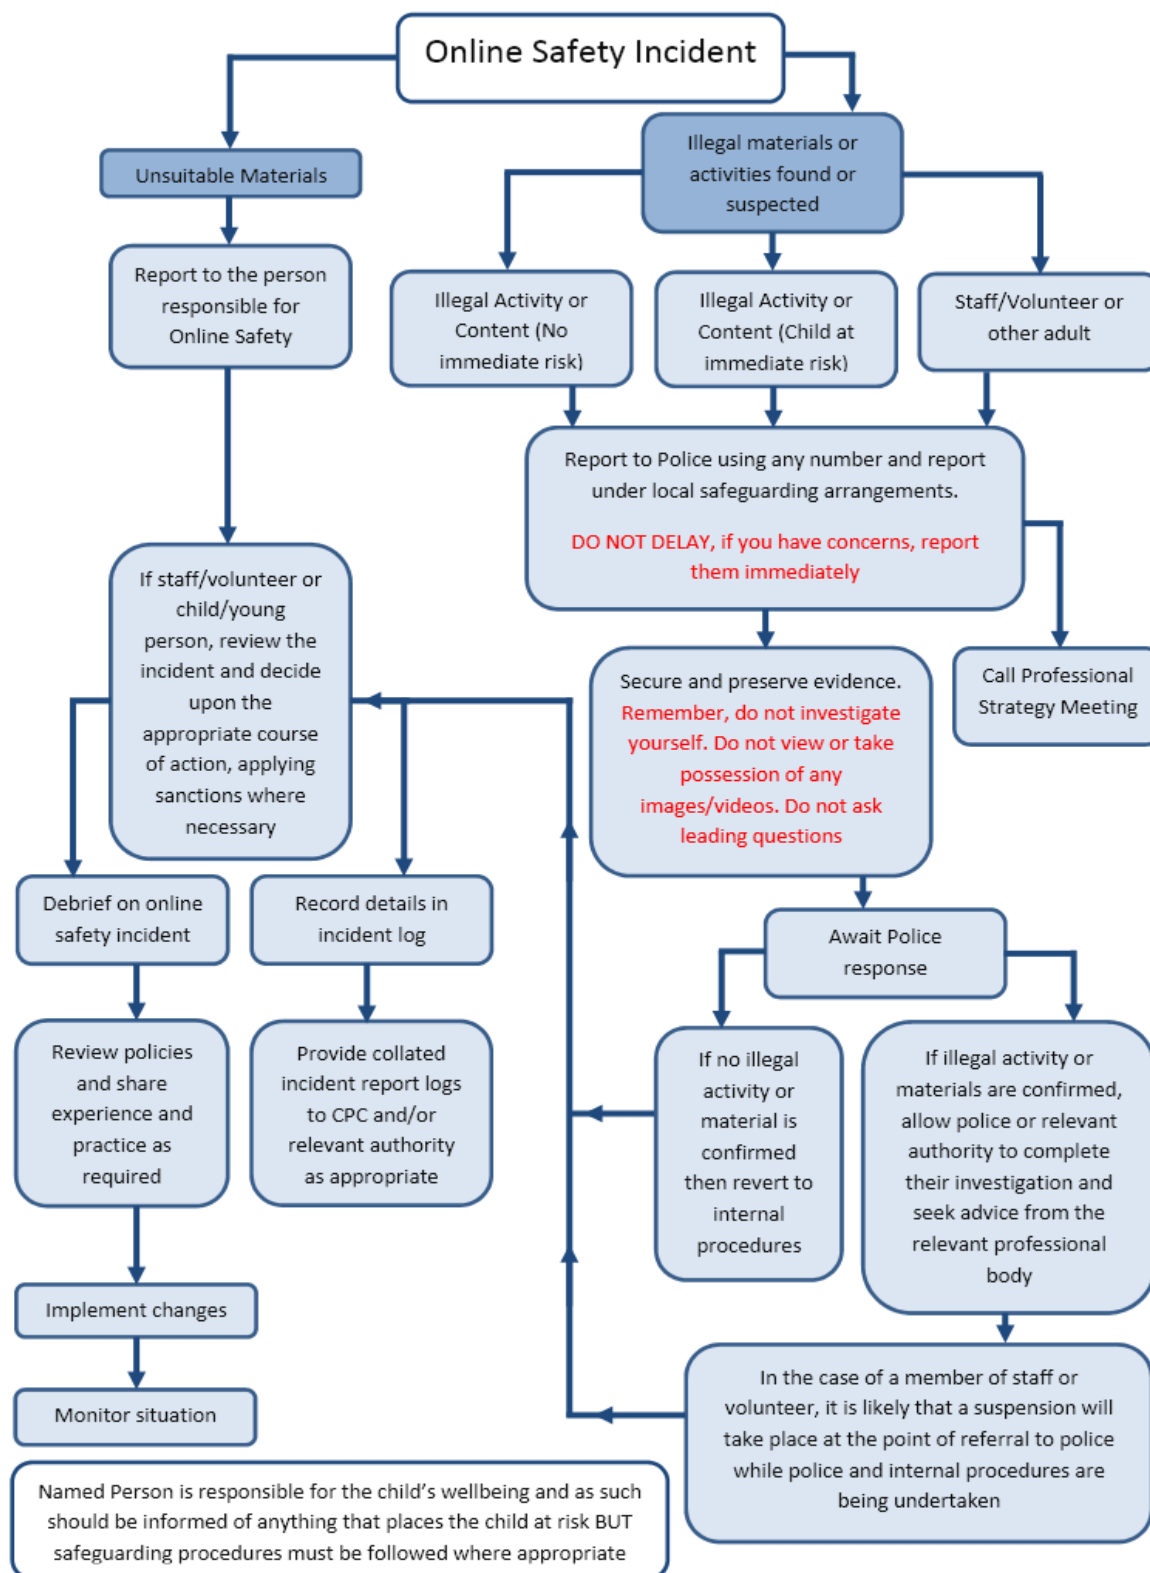 Online Safety Incident
Unsuitable Materials
Illegal materials or
activities found or
suspected
Report to the person
responsible for
Online Safety
Illegal Activity or
Content (No
immediate risk)
Illegal Activity or
Content (Child at
immediate risk)
Staff/Volunteer or
other adult
Report to Police using any number and report
under local safeguarding arrangements.
DO NOT DELAY, if you have concerns, report
them immediately
If staff/volunteer or
child/young
person, review the
incident and decide
upon the
appropriate course
of action, applying
sanctions where
necessary
Secure and preserve evidence.
Remember, do not investigate
yourself. Do not view or take
possession of any
images/videos. Do not ask
leading questions
Call Professional
Strategy Meeting
Debrief on online
safety incident
Record details in
incident log
Await Police
response
Review policies
and share
experience and
practice as
required
Provide collated
incident report logs
to CPC and/or
relevant authority
as appropriate
If no illegal
activity or
material is
confirmed
then revert to
internal
procedures
If illegal activity or
materials are confirmed,
allow police or relevant
authority to complete
their investigation and
seek advice from the
relevant professional
body
Implement changes
Monitor situation
In the case of a member of staff or
volunteer, it is likely that a suspension will
take place at the point of referral to police
while police and internal procedures are
being undertaken
Named Person is responsible for the child’s wellbeing and as such
should be informed of anything that places the child at risk BUT
safeguarding procedures must be followed where appropriate